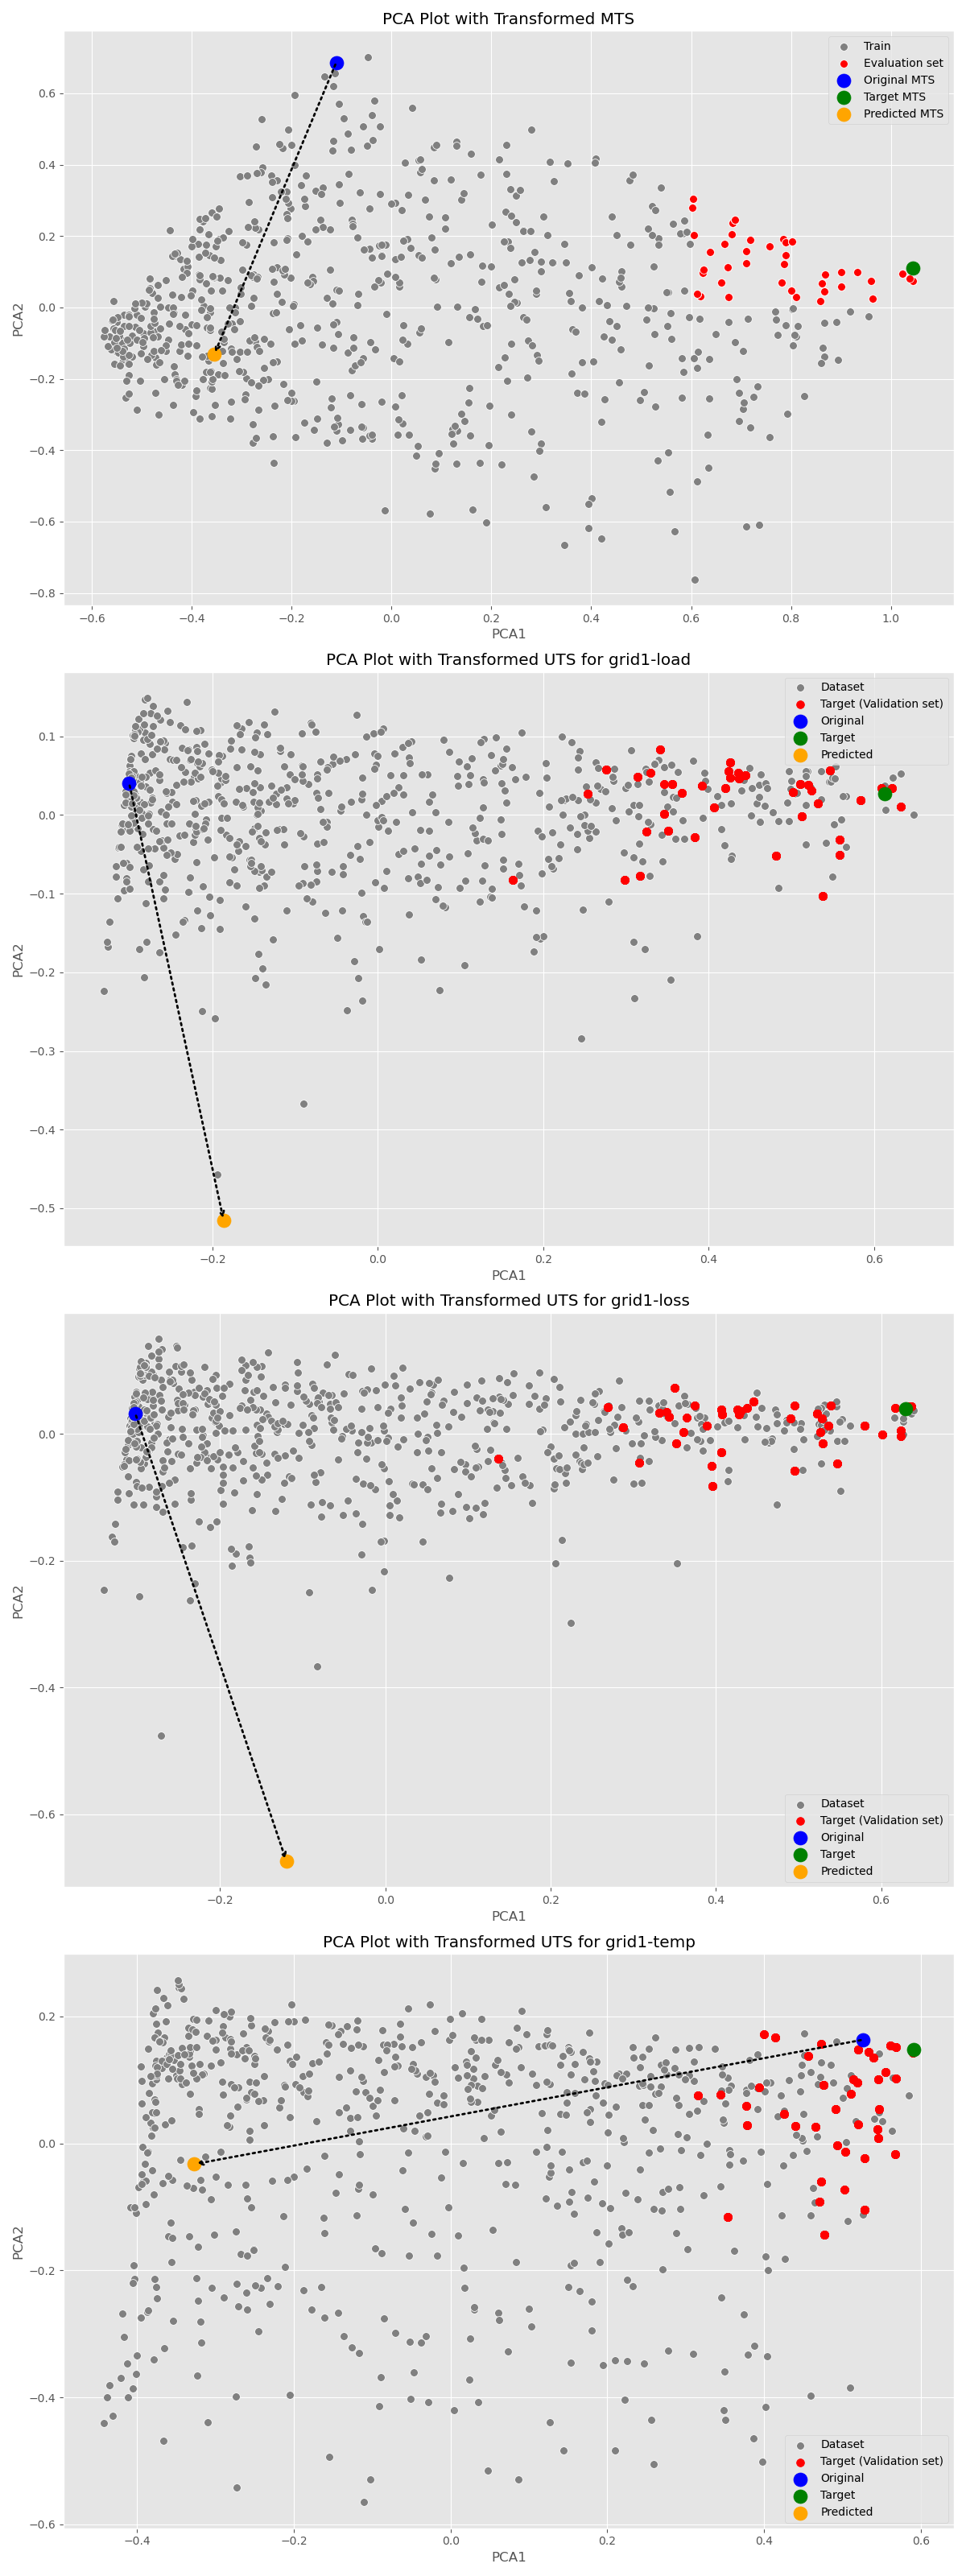 PCA Plot with Transformed MTS
Train
Evaluation set
Original MTS
Target MTS
Predicted MTS
0.6
0.4
0.2
0.0
−0.2
−0.4
−0.6
−0.8
PCA2
−0.6 −0.4 −0.2 0.0 0.2 0.4 0.6 0.8 1.0
PCA1
PCA Plot with Transformed UTS for grid1-load
Dataset
Target (Validation set)
Original
Target
Predicted
0.1
0.0
−0.1
−0.2
−0.3
−0.4
−0.5
PCA2
−0.2 0.0 0.2 0.4 0.6
PCA1
PCA Plot with Transformed UTS for grid1-loss
0.0
−0.2
−0.4
−0.6
PCA2
Dataset
Target (Validation set)
Original
Target
Predicted
−0.2 0.0 0.2 0.4 0.6
PCA1
PCA Plot with Transformed UTS for grid1-temp
0.2
0.0
−0.2
−0.4
−0.6
PCA2
Dataset
Target (Validation set)
Original
Target
Predicted
−0.4 −0.2 0.0 0.2 0.4 0.6
PCA1